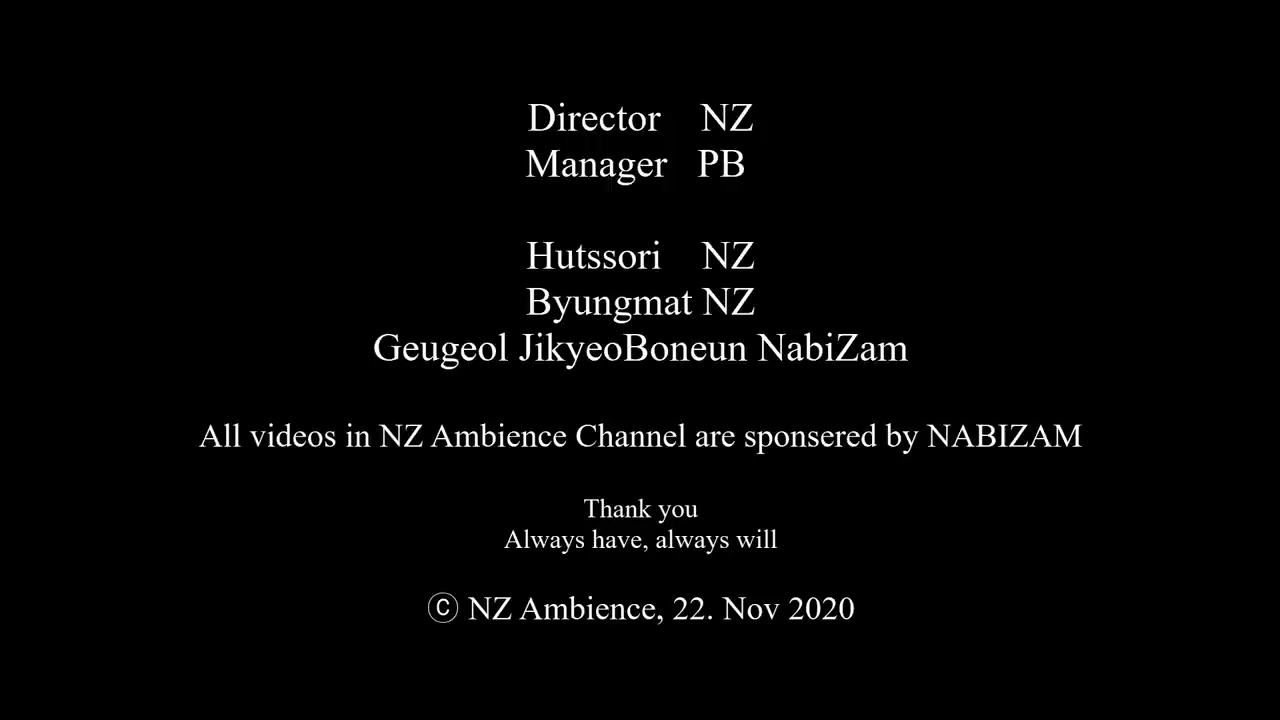 Director NZ
Manager PB
Hutssori NZ
Byungmat NZ
Geugeol JikyeoBoneun NabiZam
All videos in NZ Ambience Channel are sponsered by NABIZAM
Thank you
Always have, always will
ⓒ NZ Ambience, 22. Nov 2020